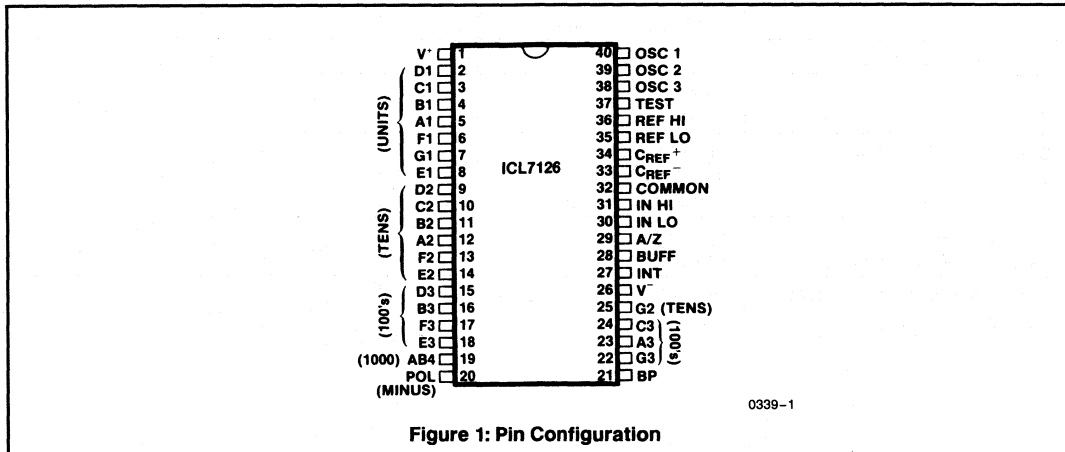 V+ 1 40 OSC 1
D1 2 39 OSC 2
C1 3 38 OSC 3
B1 4 37 TEST
A1 5 36 REF HI
F1 6 35 REF LO
G1 7 34 CREF+
E1 8 33 CREF−
(UNITS)
ICL7126
D2 9 32 COMMON
C2 10 31 IN HI
B2 11 30 IN LO
A2 12 29 A/Z
F2 13 28 BUFF
E2 14 27 INT
(TENS)
D3 15 26 V−
B3 16 25 G2 (TENS)
F3 17 24 C3
E3 18 23 A3
(100's)
(1000) AB4 19 22 G3
(100's)
POL 20 21 BP
(MINUS)
0339-1
Figure 1: Pin Configuration